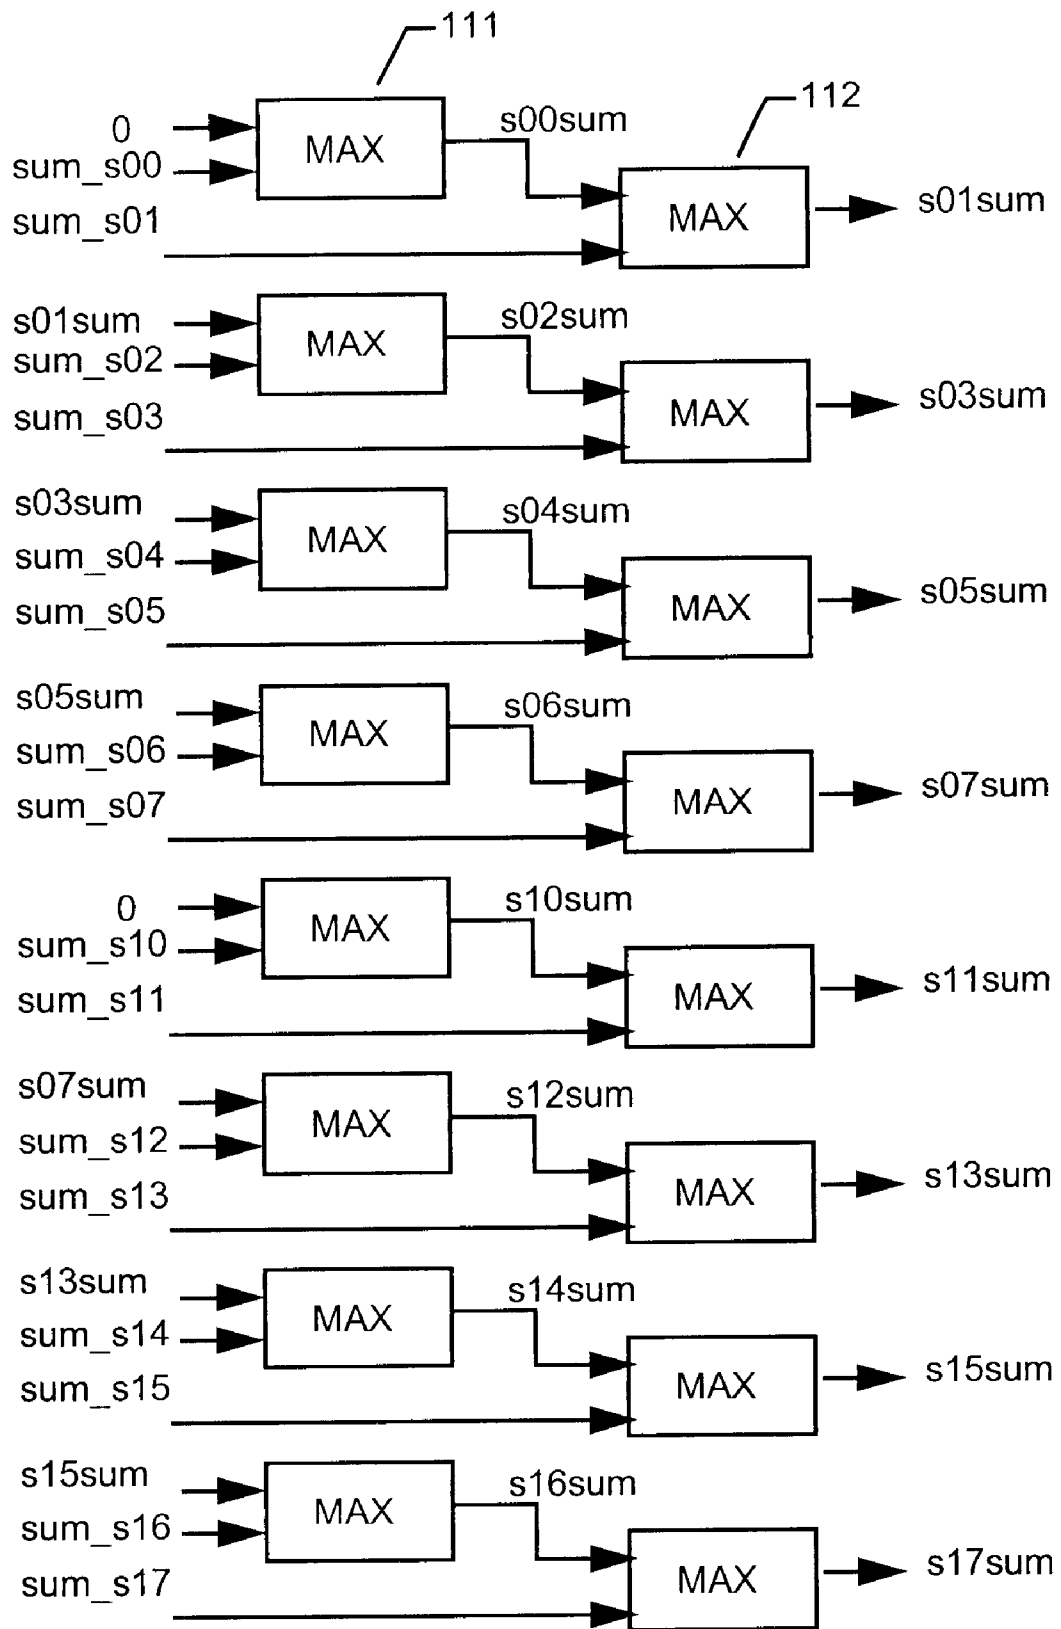 111
112
0
MAX
s00sum
sum_s00
MAX
s01sum
sum_s01
s01sum
MAX
s02sum
sum_s02
MAX
s03sum
sum_s03
s03sum
MAX
s04sum
sum_s04
MAX
s05sum
sum_s05
s05sum
MAX
s06sum
sum_s06
MAX
s07sum
sum_s07
0
MAX
s10sum
sum_s10
MAX
s11sum
sum_s11
s07sum
MAX
s12sum
sum_s12
MAX
s13sum
sum_s13
s13sum
MAX
s14sum
sum_s14
MAX
s15sum
sum_s15
s15sum
MAX
s16sum
sum_s16
MAX
s17sum
sum_s17